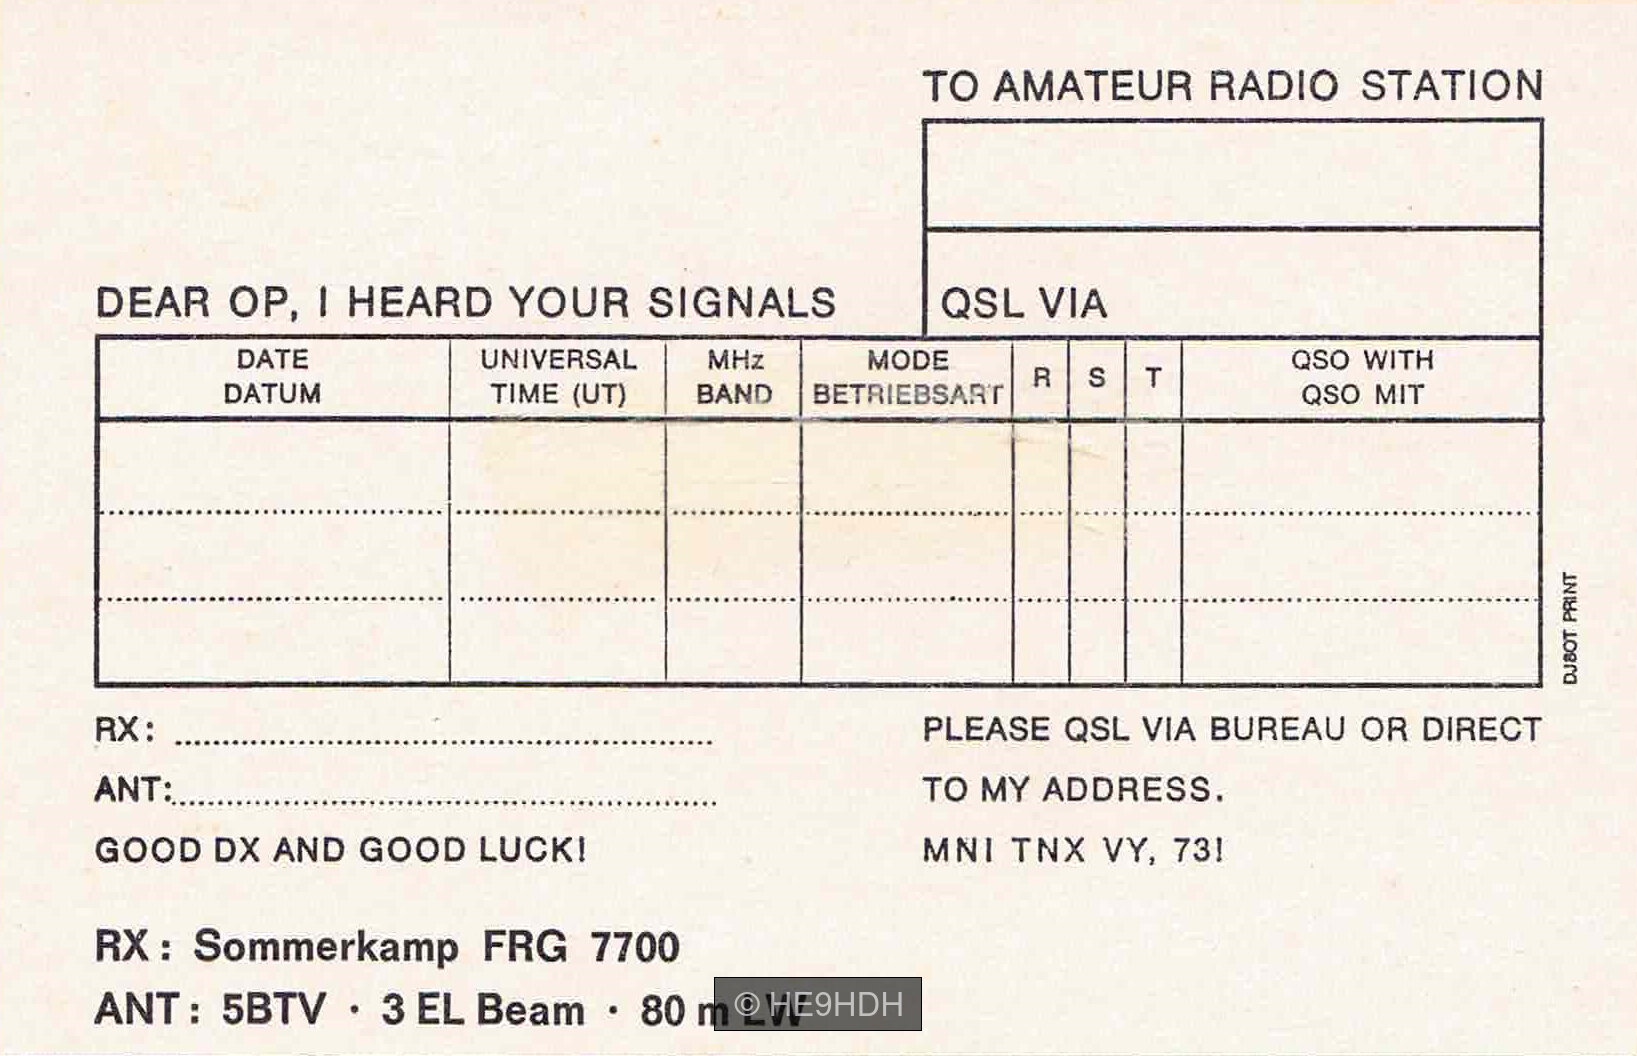 TO AMATEUR RADIO STATION
DEAR OP, I HEARD YOUR SIGNALS
QSL VIA
DATE DATUM
UNIVERSAL TIME (UT)
MHz BAND
MODE BETRIEBSART
R
S
T
QSO WITH QSO MIT
DJ8OT PRINT
RX:
ANT:
GOOD DX AND GOOD LUCK!
PLEASE QSL VIA BUREAU OR DIRECT
TO MY ADDRESS.
MNI TNX VY, 73!
RX: Sommerkamp FRG 7700
ANT: 5BTV · 3 EL Beam · 80 m LW
© HE9HDH